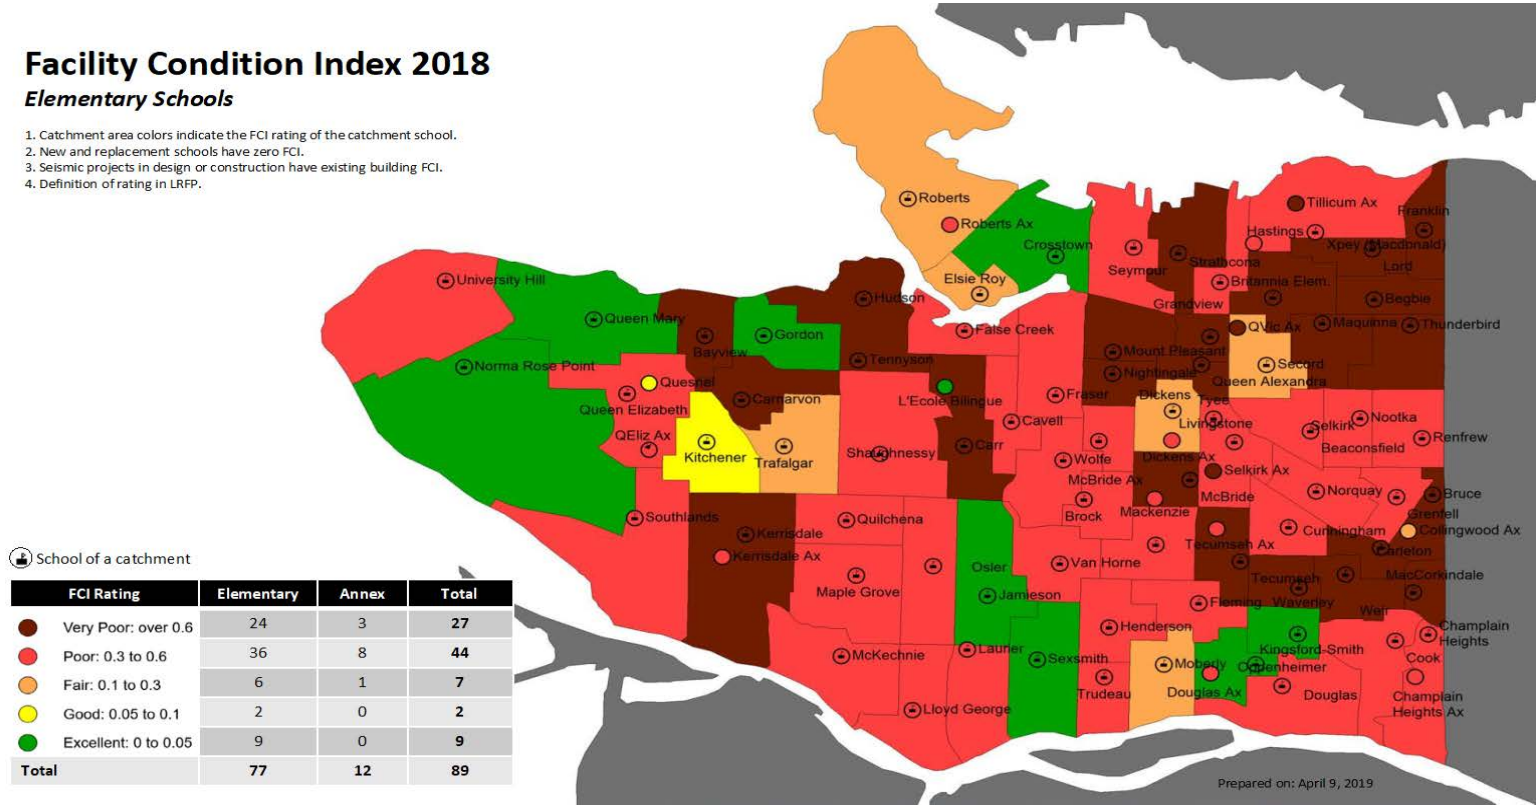 Facility Condition Index 2018
Elementary Schools
1. Catchment area colors indicate the FCI rating of the catchment school.
2. New and replacement schools have zero FCI.
3. Seismic projects in design or construction have existing building FCI.
4. Definition of rating in LRFP.
Roberts
Roberts Ax
Crosstown
Elsie Roy
Tillicum Ax
Franklin
Hastings
Xpey (Macdonald)
Seymour
Strathcona
Lord
Britannia Elem.
Grandview
Begbie
University Hill
Queen Mary
Hudson
Gordon
Bayview
False Creek
QVic Ax
Maquinna
Thunderbird
Norma Rose Point
Tennyson
Mount Pleasant
Secord
Nightingale
Queen Alexandra
Quesnel
Queen Elizabeth
Carnarvon
L'Ecole Bilingue
Fraser
Dickens
Tyee
QEliz Ax
Cavell
Livingstone
Selkirk
Nootka
Renfrew
Beaconsfield
Kitchener
Trafalgar
Shaughnessy
Carr
Wolfe
Dickens Ax
Selkirk Ax
McBride Ax
McBride
Norquay
Bruce
Brock
Mackenzie
Grenfell
Southlands
Quilchena
Kerrisdale
Kerrisdale Ax
Tecumseh Ax
Cunningham
Collingwood Ax
Carleton
Van Horne
Osler
Maple Grove
Jamieson
Tecumseh
Waverley
Weir
MacCorkindale
Fleming
Henderson
Champlain
Heights
McKechnie
Laurier
Sexsmith
Moberly
Kingsford-Smith
Oppenheimer
Cook
Trudeau
Douglas Ax
Douglas
Champlain
Heights Ax
Lloyd George
School of a catchment
FCI Rating Elementary Annex Total
Very Poor: over 0.6 24 3 27
Poor: 0.3 to 0.6 36 8 44
Fair: 0.1 to 0.3 6 1 7
Good: 0.05 to 0.1 2 0 2
Excellent: 0 to 0.05 9 0 9
Total 77 12 89
Prepared on: April 9, 2019